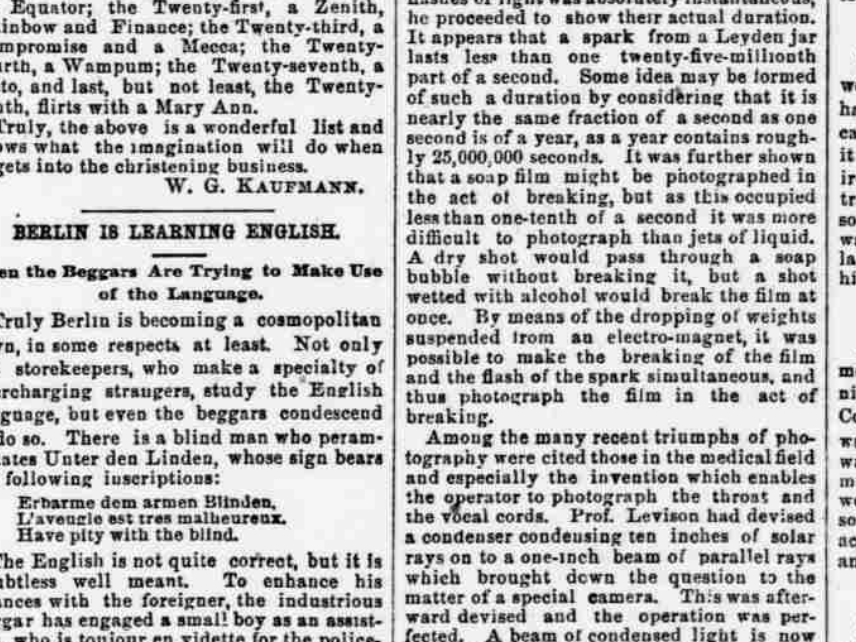 Equator; the Twenty-first, a Zenith,
inbow and Finance; the Twenty-third, a
mpromise and a Mecca; the Twenty-
urth, a Wampum; the Twenty-seventh, a
to, and last, but not least, the Twenty-
hth, flirts with a Mary Ann.
Truly, the above is a wonderful list and
ows what the imagination will do when
gets into the christening business.
W. G. KAUFMANN.
BERLIN IS LEARNING ENGLISH.
en the Beggars Are Trying to Make Use
of the Language.
Truly Berlin is becoming a cosmopolitan
n, in some respects at least. Not only
storekeepers, who make a specialty of
ercharging strangers, study the English
guage, but even the beggars condescend
do so. There is a blind man who peram-
lates Unter den Linden, whose sign bears
following inscriptions:
Erbarme dem armen Blinden.
L'aveugle est tres malheureux.
Have pity with the blind.
The English is not quite correct, but it is
ubtless well meant. To enhance his
ances with the foreigner, the industrious
gar has engaged a small boy as an assist-
who is toujour en vidette for the police-
flashes of light was absolutely instantaneous,
he proceeded to show their actual duration.
It appears that a spark from a Leyden jar
lasts less than one twenty-five-millionth
part of a second. Some idea may be formed
of such a duration by considering that it is
nearly the same fraction of a second as one
second is of a year, as a year contains rough-
ly 25,000,000 seconds. It was further shown
that a soap film might be photographed in
the act of breaking, but as this occupied
less than one-tenth of a second it was more
difficult to photograph than jets of liquid.
A dry shot would pass through a soap
bubble without breaking it, but a shot
wetted with alcohol would break the film at
once. By means of the dropping of weights
suspended from an electro-magnet, it was
possible to make the breaking of the film
and the flash of the spark simultaneous, and
thus photograph the film in the act of
breaking.
Among the many recent triumphs of pho-
tography were cited those in the medical field
and especially the invention which enables
the operator to photograph the throat and
the vocal cords. Prof. Levison had devised
a condenser condensing ten inches of solar
rays on to a one-inch beam of parallel rays
which brought down the question to the
matter of a special camera. This was after-
ward devised and the operation was per-
fected. A beam of condensed light is now